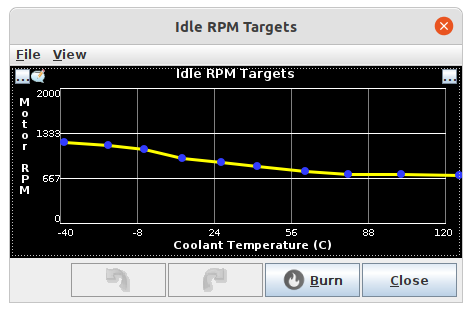 Idle RPM Targets
File View
Idle RPM Targets
Motor RPM
2000
1333
667
0
-40 -8 24 56 88 120
Coolant Temperature (C)
Burn Close